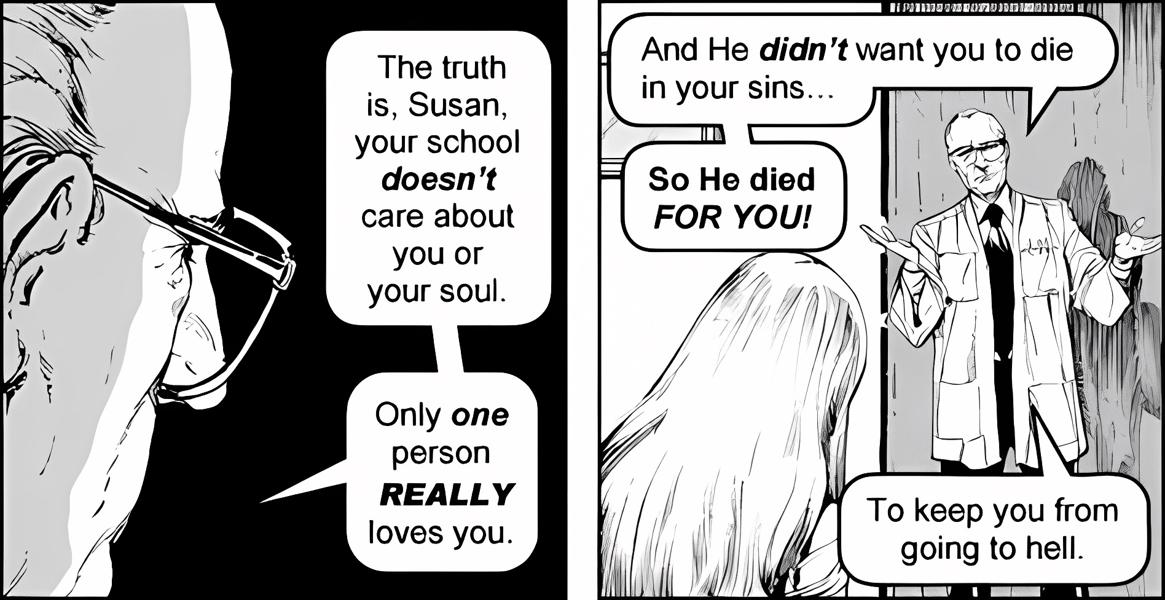 The truth
is, Susan,
your school
doesn't
care about
you or
your soul.
Only one
person
REALLY
loves you.
And He didn't want you to die
in your sins...
So He died
FOR YOU!
To keep you from
going to hell.